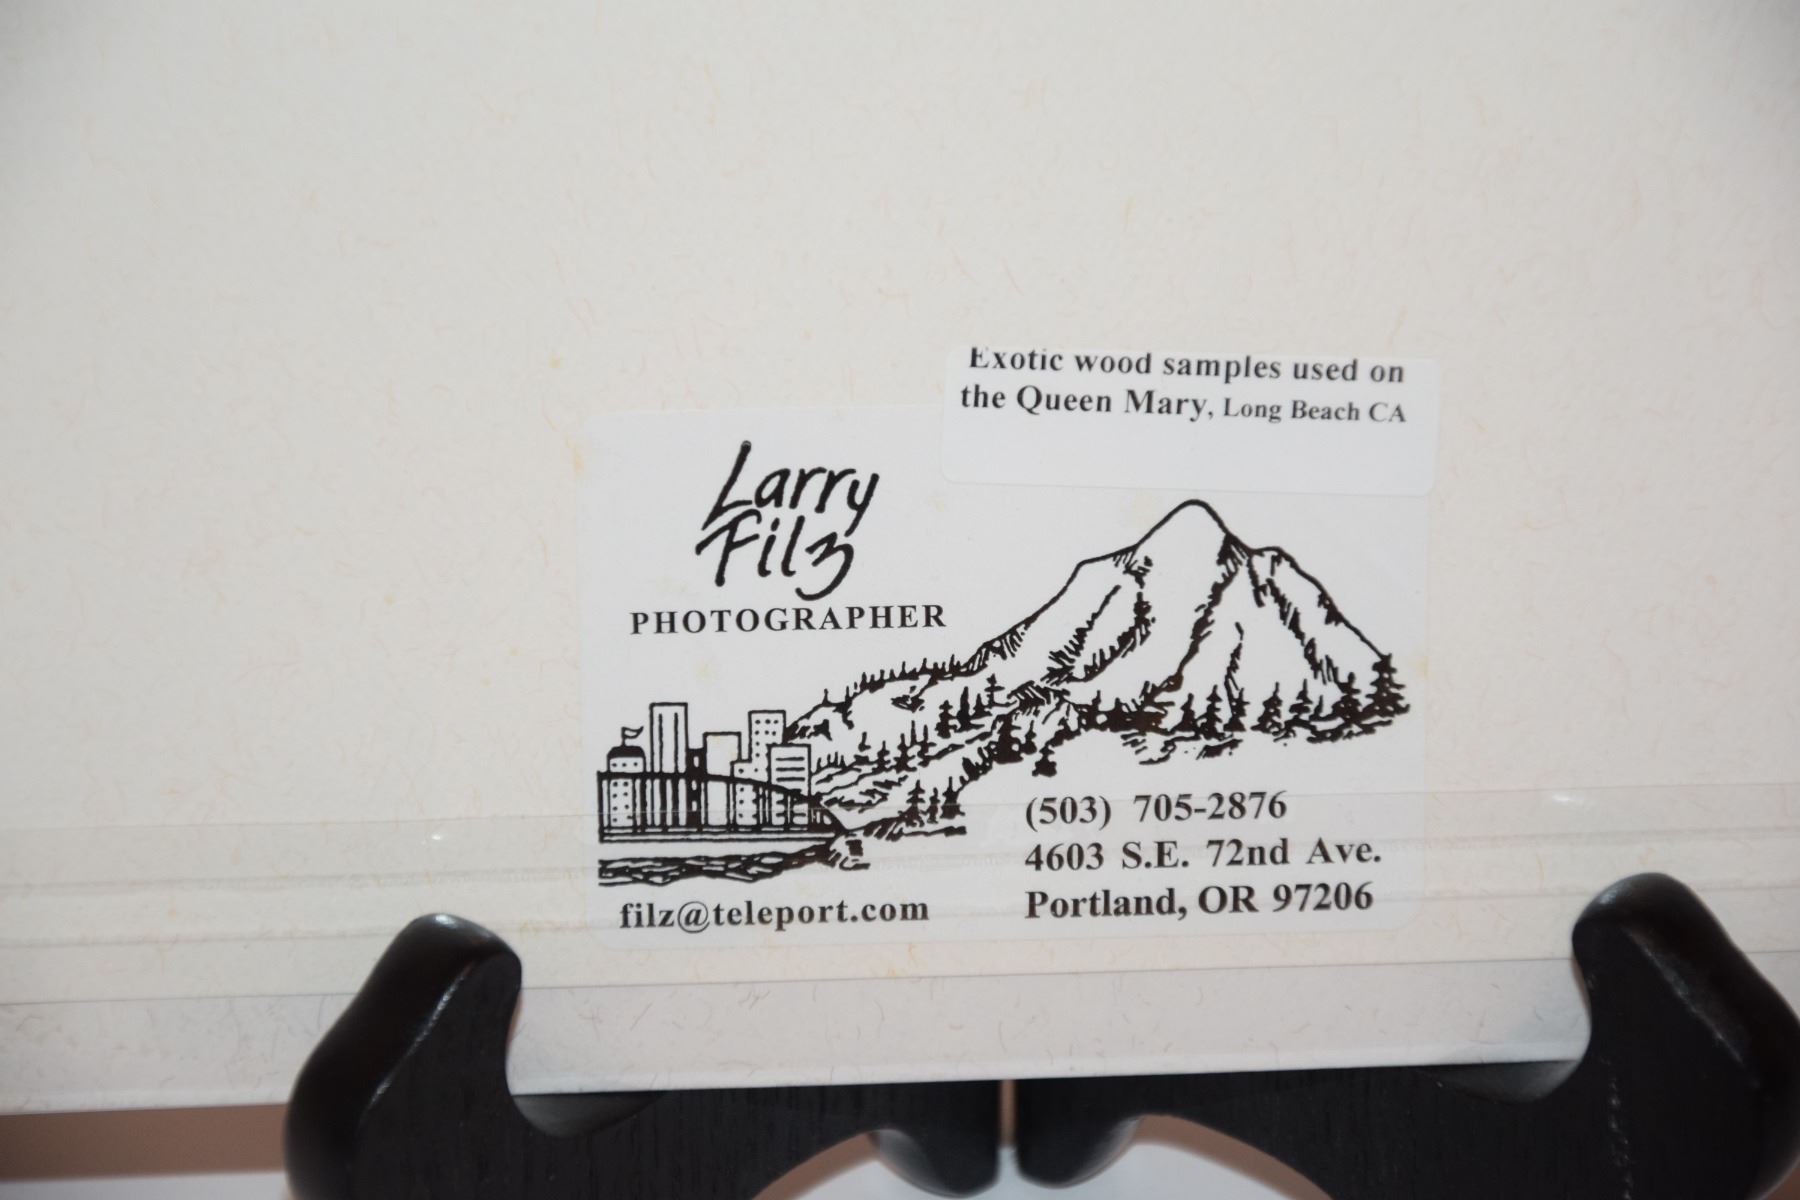 Exotic wood samples used on
the Queen Mary, Long Beach CA
Larry
Filz
PHOTOGRAPHER
(503) 705-2876
4603 S.E. 72nd Ave.
Portland, OR 97206
filz@teleport.com